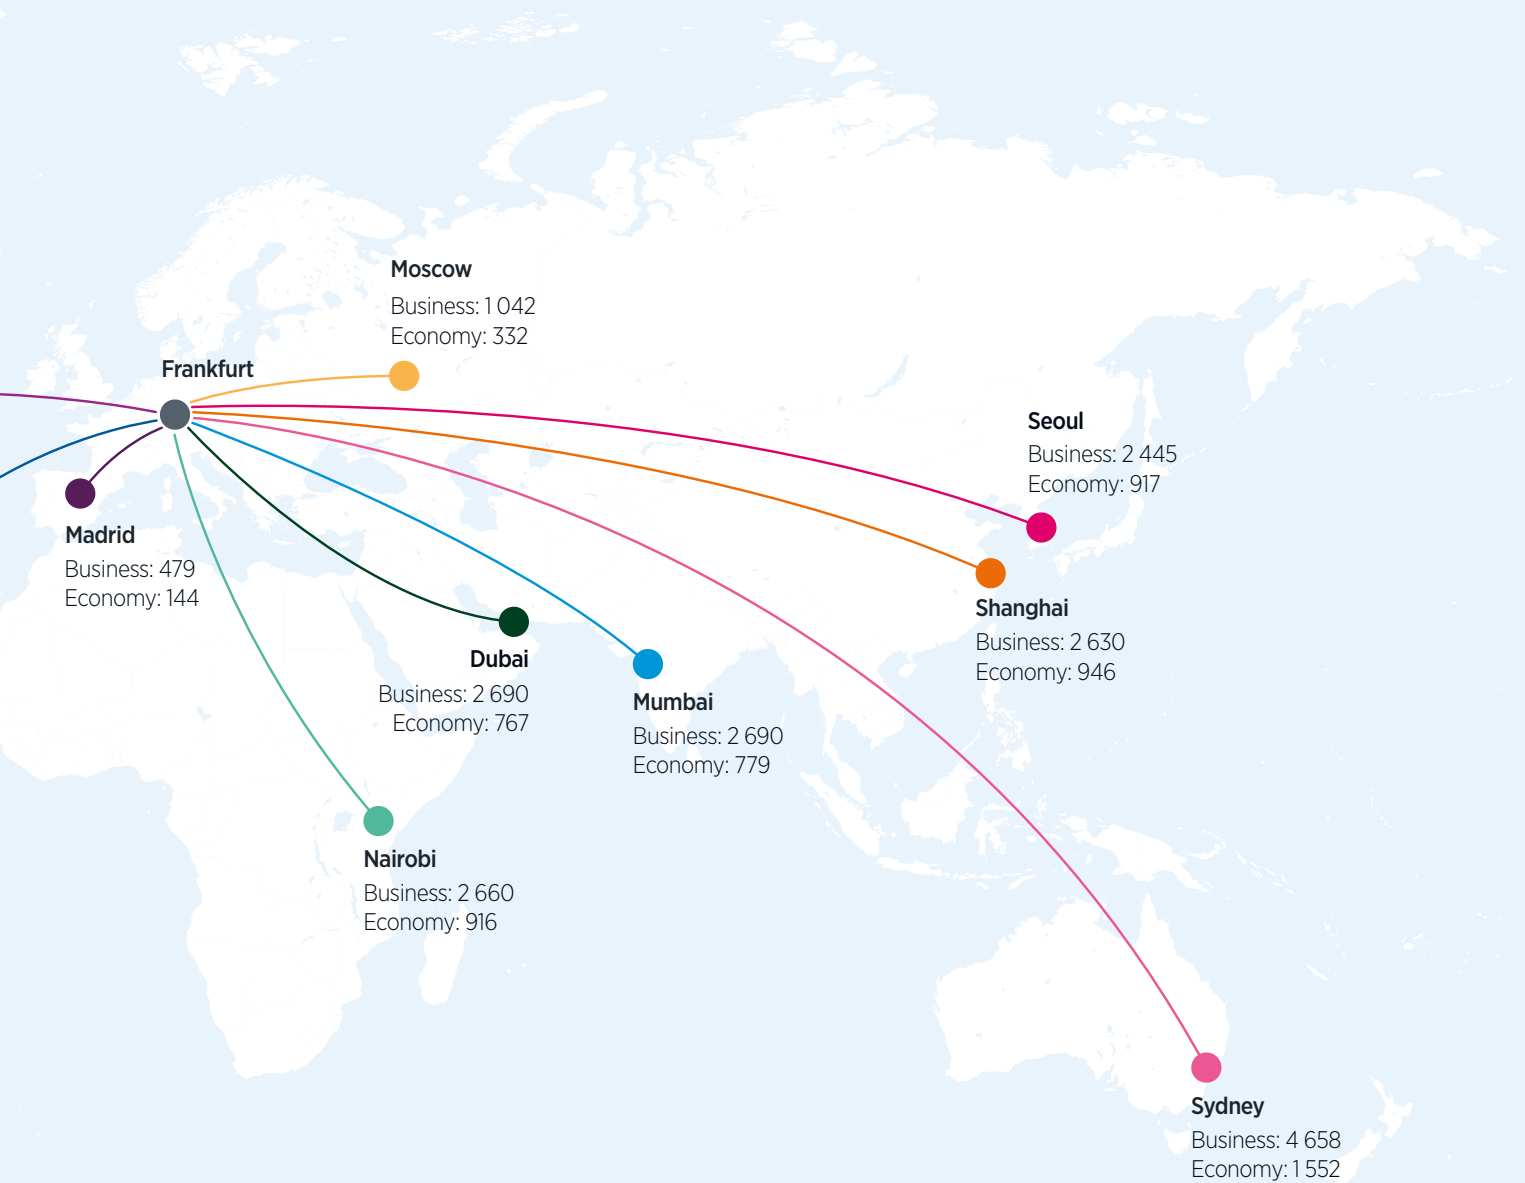 Moscow
Business: 1 042
Economy: 332
Frankfurt
Seoul
Business: 2 445
Economy: 917
Madrid
Business: 479
Economy: 144
Shanghai
Business: 2 630
Economy: 946
Dubai
Business: 2 690
Economy: 767
Mumbai
Business: 2 690
Economy: 779
Nairobi
Business: 2 660
Economy: 916
Sydney
Business: 4 658
Economy: 1 552